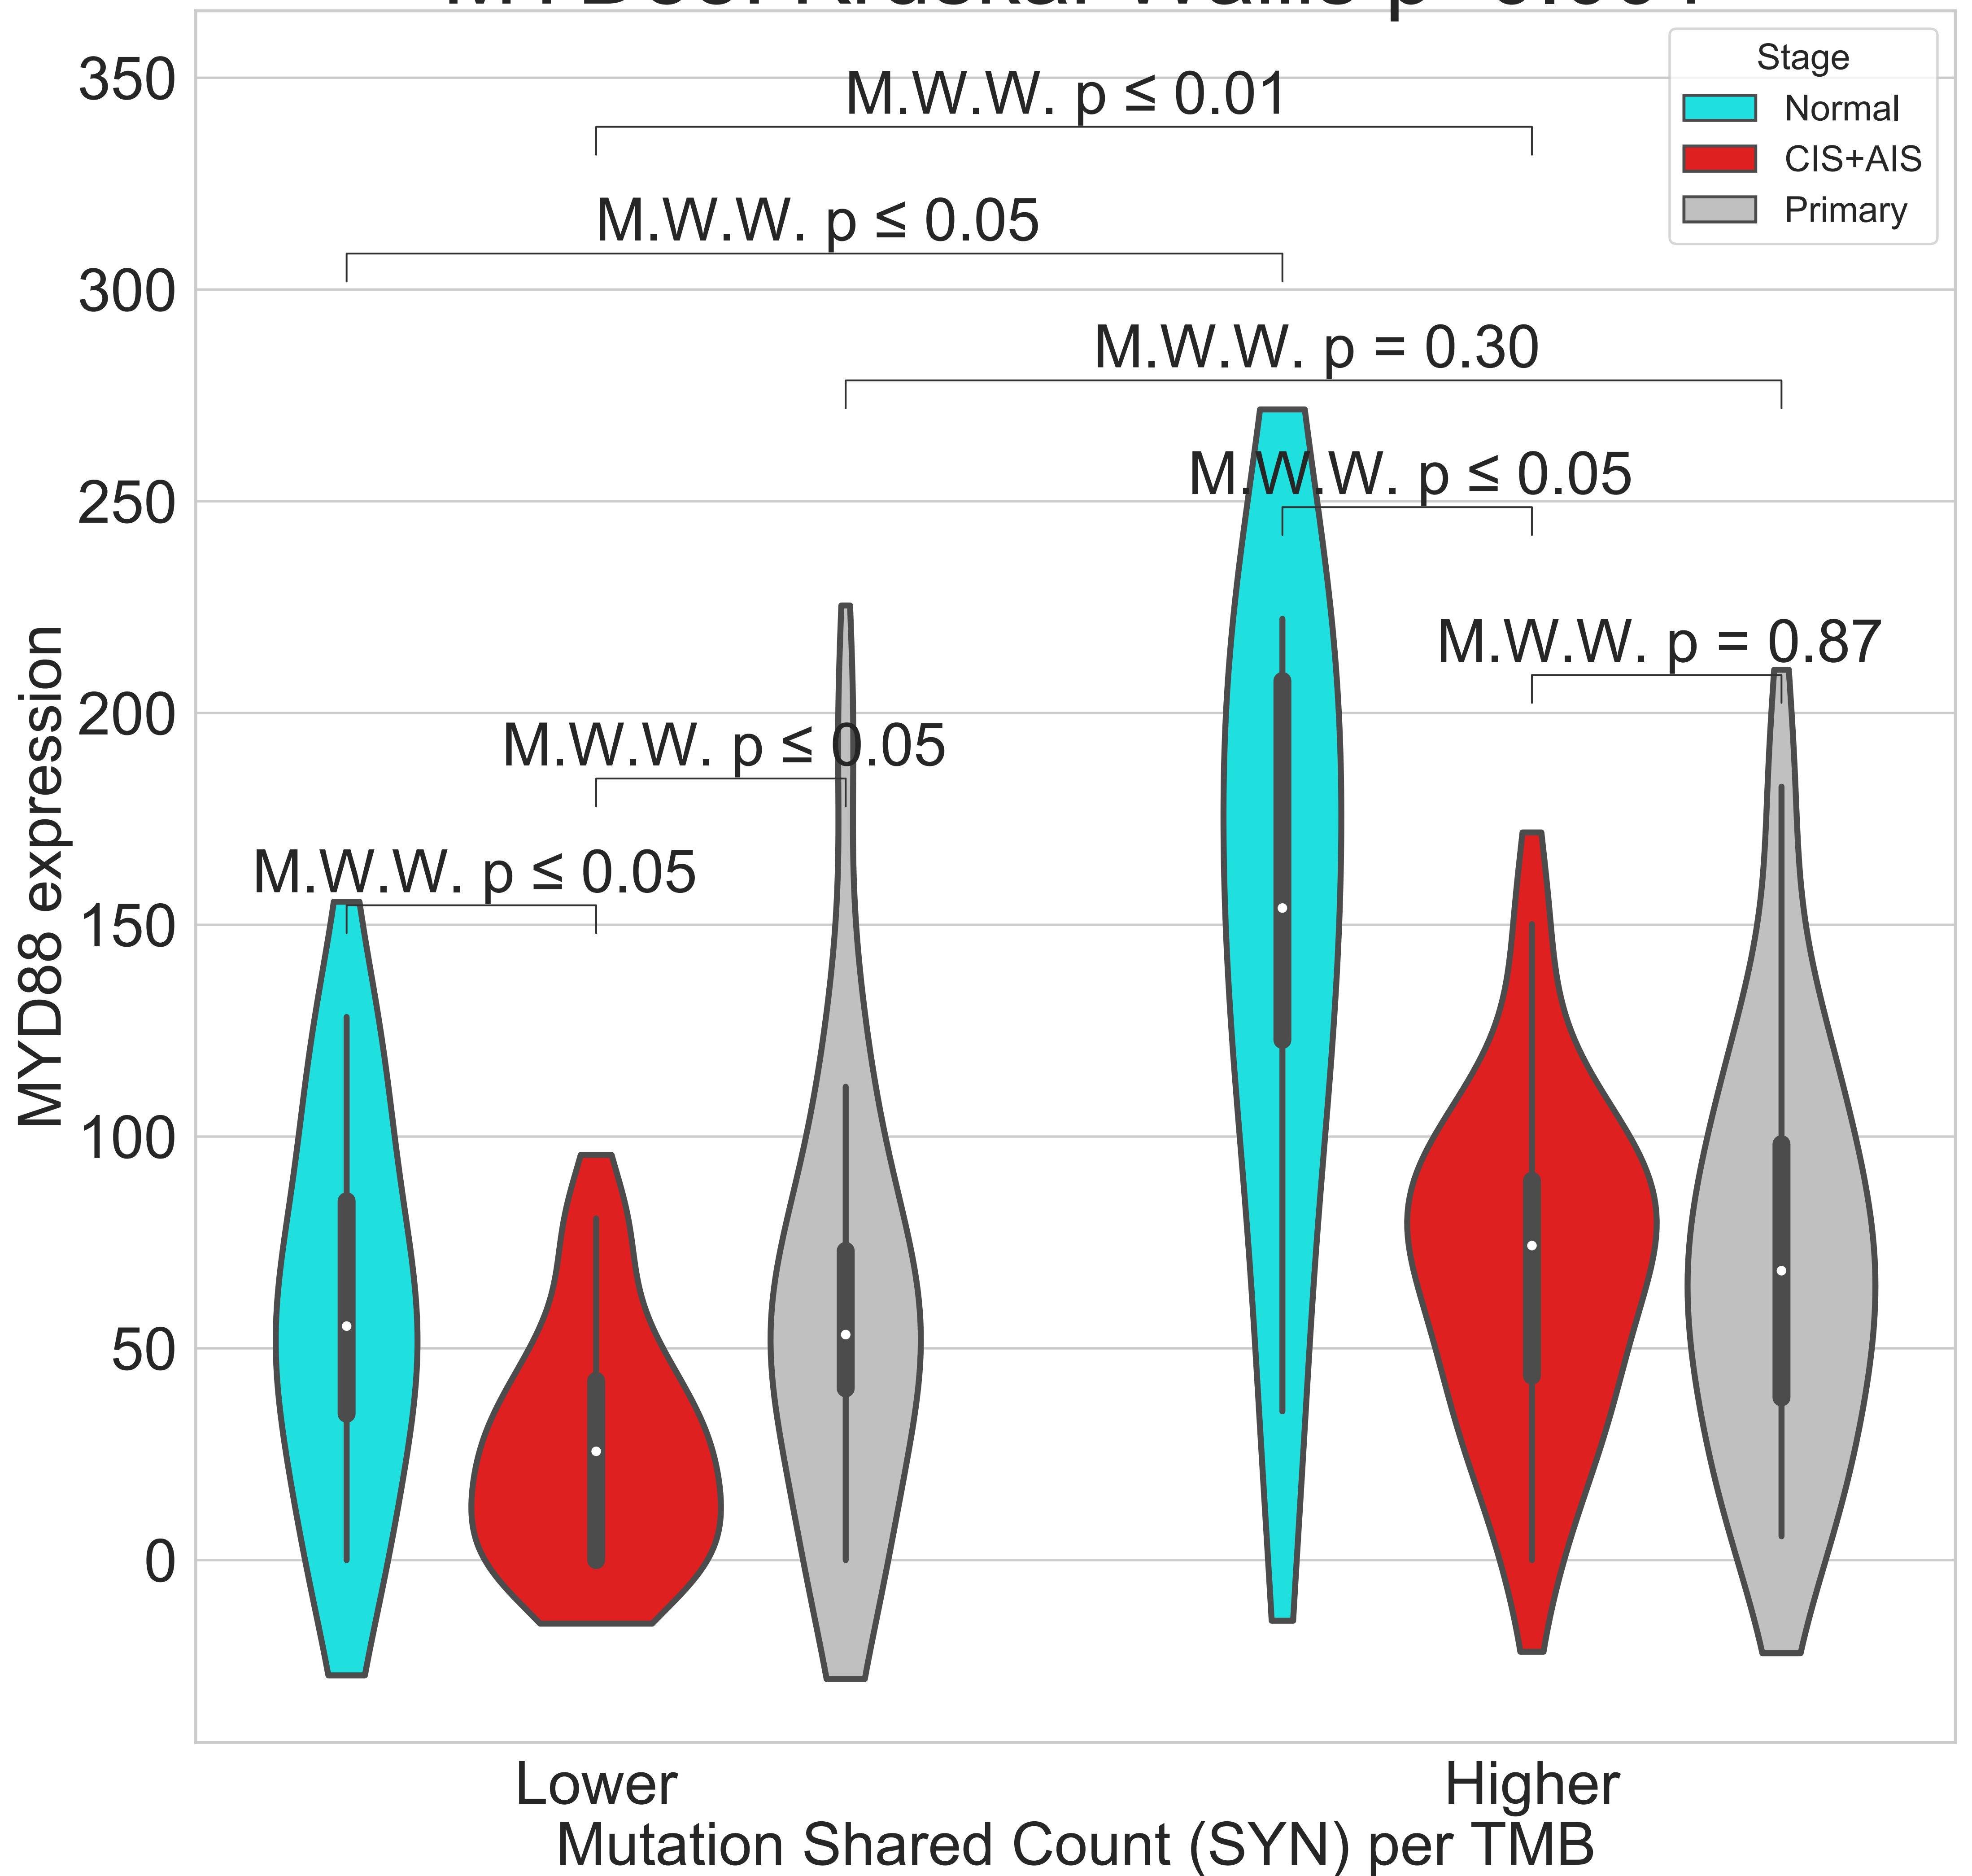 Stage
Normal
CIS+AIS
Primary
M.W.W. p ≤ 0.01
M.W.W. p ≤ 0.05
M.W.W. p = 0.30
M.W.W. p ≤ 0.05
M.W.W. p = 0.87
M.W.W. p ≤ 0.05
M.W.W. p ≤ 0.05
350
300
250
200
150
100
50
0
MYD88 expression
Lower
Higher
Mutation Shared Count (SYN) per TMB